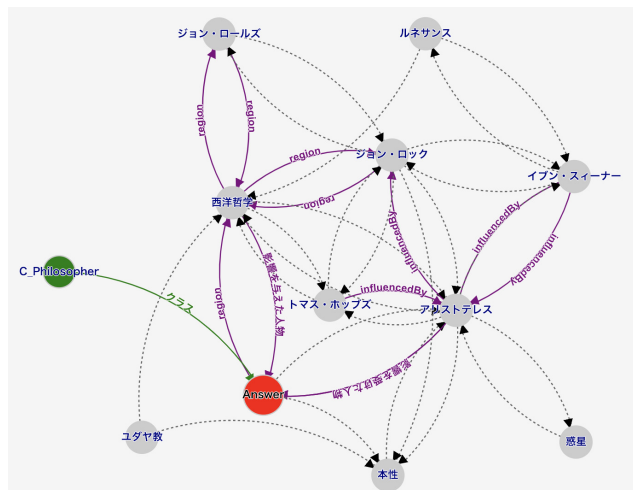 ジョン・ロールズ
ルネサンス
region
region
ジョン・ロック
region
region
イブン・スィーナー
西洋哲学
influencedBy
influencedBy
influencedBy
C_Philosopher
クラス
region
影響を与えた人物
トマス・ホッブズ
influencedBy
アリストテレス
影響を受けた人物
Answer
ユダヤ教
本性
惑星